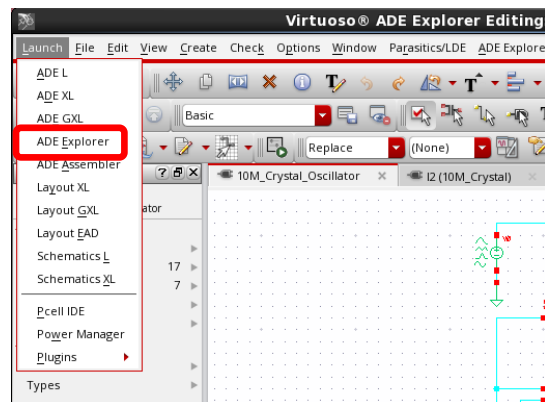 Virtuoso® ADE Explorer Editing
Launch File Edit View Create Check Options Window Parasitics/LDE ADE Explore
ADE L
ADE XL
ADE GXL
ADE Explorer
ADE Assembler
Layout XL
Layout GXL
Layout EAD
Schematics L
Schematics XL
Pcell IDE
Power Manager
Plugins
Basic
Replace
(None)
10M_Crystal_Oscillator
I2 (10M_Crystal)
ator
17
7
Types